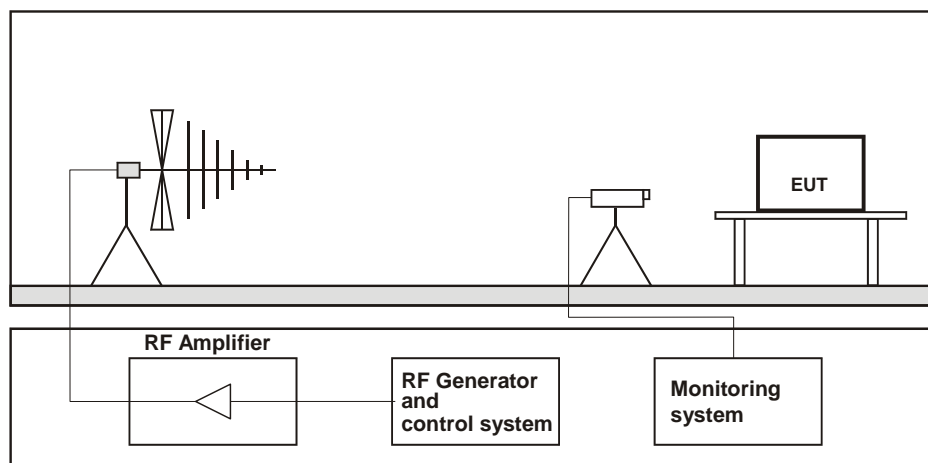 EUT
RF Amplifier
RF Generator
and
control system
Monitoring
system